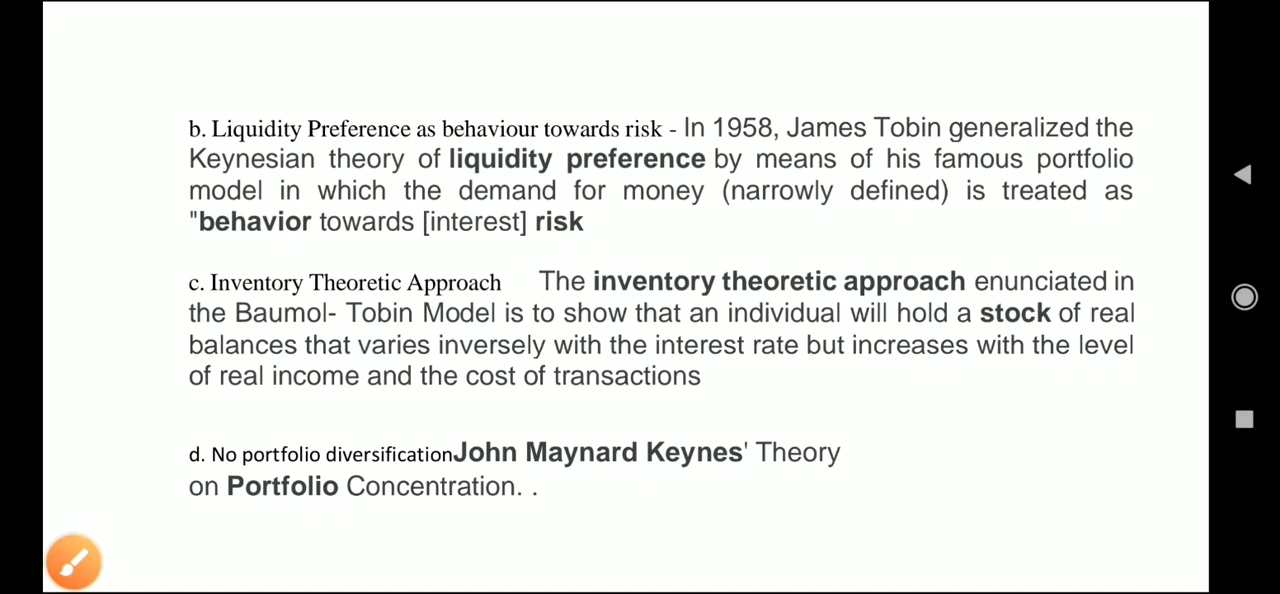 b. Liquidity Preference as behaviour towards risk - In 1958, James Tobin generalized the
Keynesian theory of liquidity preference by means of his famous portfolio
model in which the demand for money (narrowly defined) is treated as
"behavior towards [interest] risk
c. Inventory Theoretic Approach The inventory theoretic approach enunciated in
the Baumol- Tobin Model is to show that an individual will hold a stock of real
balances that varies inversely with the interest rate but increases with the level
of real income and the cost of transactions
d. No portfolio diversificationJohn Maynard Keynes' Theory
on Portfolio Concentration. .